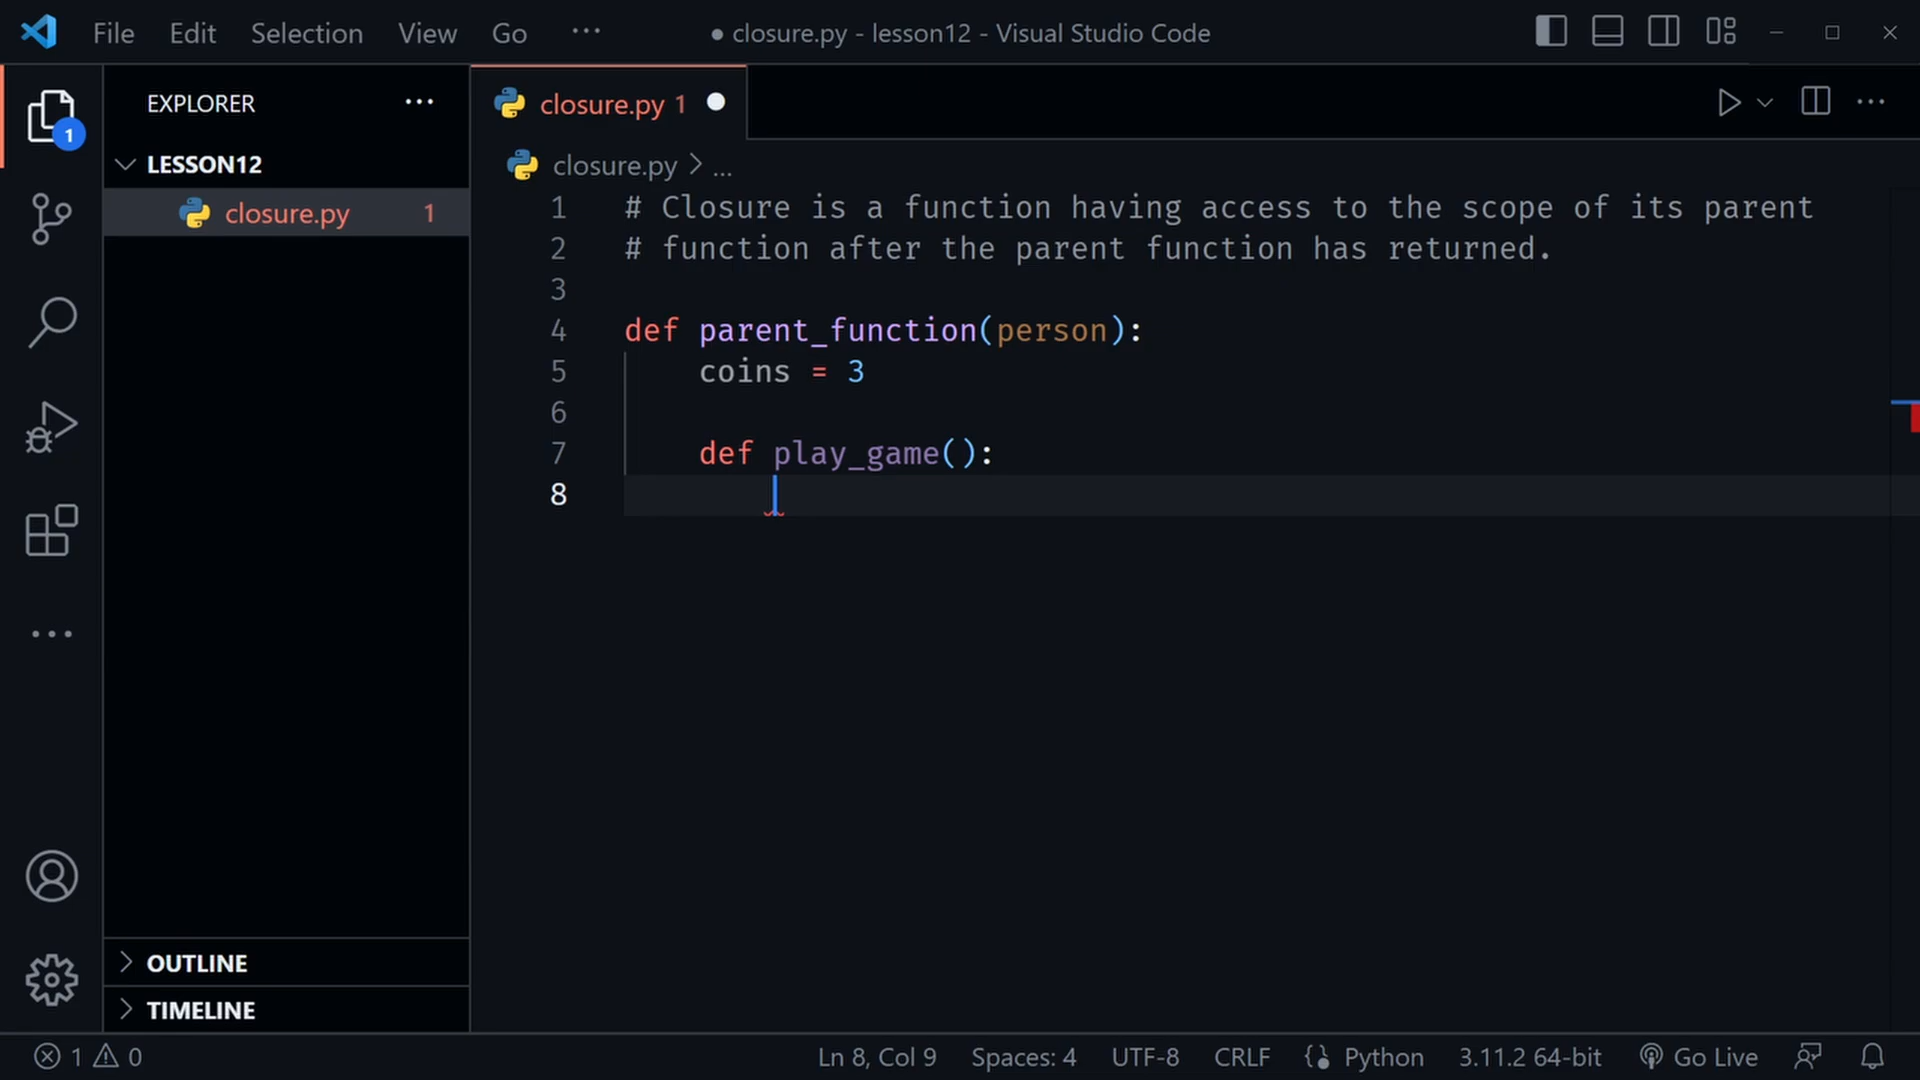 File Edit Selection View Go ··· ● closure.py - lesson12 - Visual Studio Code
EXPLORER ···
1
LESSON12
closure.py 1
closure.py 1 ●
closure.py > ...
1 # Closure is a function having access to the scope of its parent
2 # function after the parent function has returned.
3
4 def parent_function(person):
5 coins = 3
6
7 def play_game():
8
OUTLINE
TIMELINE
1 0 Ln 8, Col 9 Spaces: 4 UTF-8 CRLF Python 3.11.2 64-bit Go Live